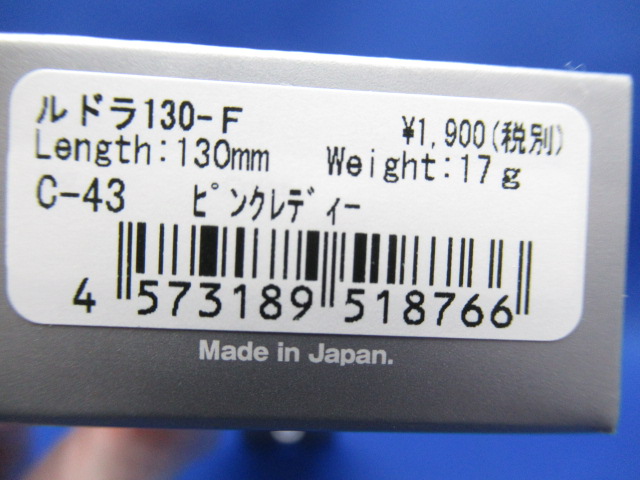 ルドラ130-F ¥1,900(税別)
Length:130mm Weight:17g
C-43 ピンクレディー
4 573189 518766
Made in Japan.